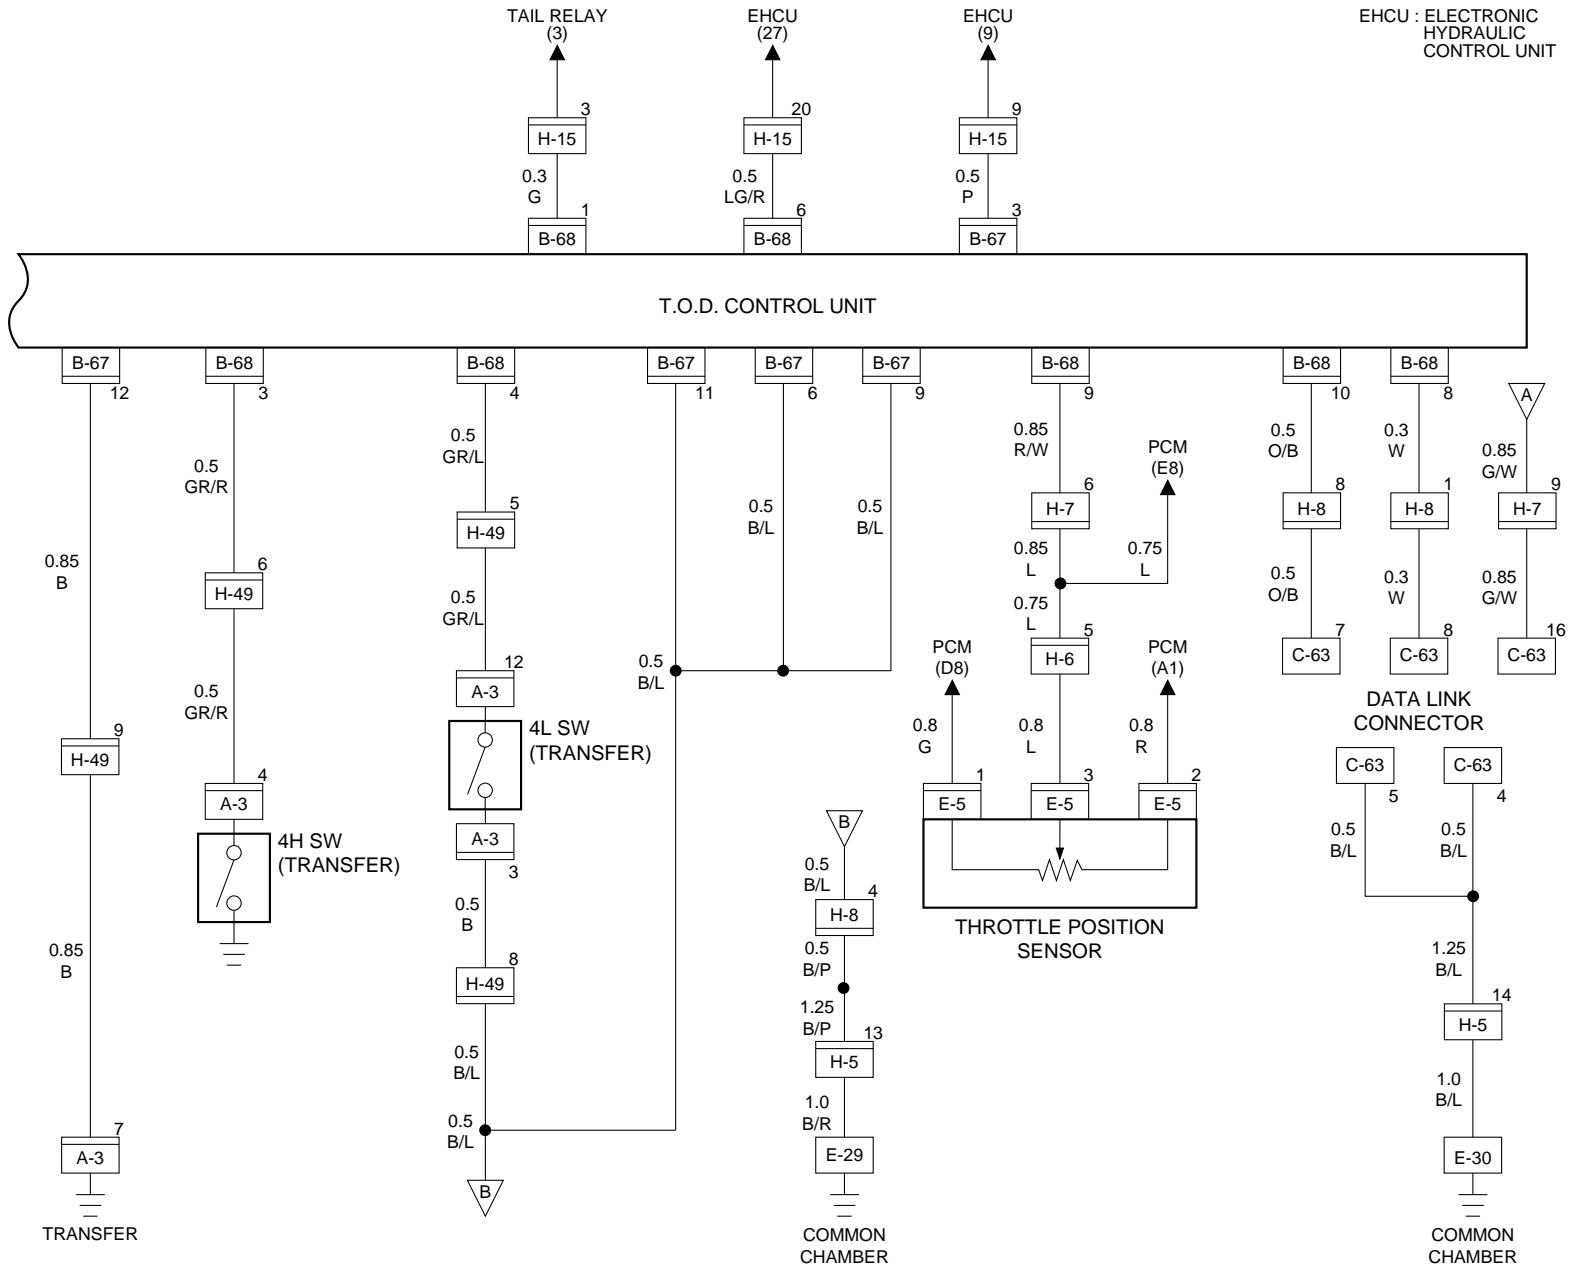 TAIL RELAY
(3)
EHCU
(27)
EHCU
(9)
EHCU : ELECTRONIC
HYDRAULIC
CONTROL UNIT
3
H-15
20
H-15
9
H-15
0.3
G
0.5
LG/R
0.5
P
1
B-68
6
B-68
3
B-67
T.O.D. CONTROL UNIT
B-67
12
B-68
3
B-68
4
B-67
11
B-67
6
B-67
9
B-68
9
B-68
10
B-68
8
A
0.5
GR/L
0.85
R/W
PCM
(E8)
0.5
O/B
0.3
W
0.85
G/W
0.5
GR/R
5
H-49
0.5
B/L
0.5
B/L
6
H-7
8
H-8
1
H-8
9
H-7
0.85
B
6
H-49
0.85
L
0.75
L
0.5
GR/L
0.75
L
0.5
O/B
0.3
W
0.85
G/W
5
H-6
7
C-63
8
C-63
16
C-63
12
A-3
0.5
B/L
PCM
(D8)
PCM
(A1)
0.5
GR/R
DATA LINK
CONNECTOR
9
H-49
4L SW
(TRANSFER)
0.8
G
0.8
L
0.8
R
C-63
5
C-63
4
4
A-3
1
E-5
3
E-5
2
E-5
4H SW
(TRANSFER)
A-3
3
B
0.5
B/L
0.5
B/L
0.5
B/L
4
H-8
0.5
B
THROTTLE POSITION
SENSOR
0.85
B
0.5
B/P
1.25
B/L
8
H-49
1.25
B/P
14
H-5
13
H-5
0.5
B/L
1.0
B/L
1.0
B/R
0.5
B/L
7
A-3
E-29
E-30
B
TRANSFER
COMMON
CHAMBER
COMMON
CHAMBER